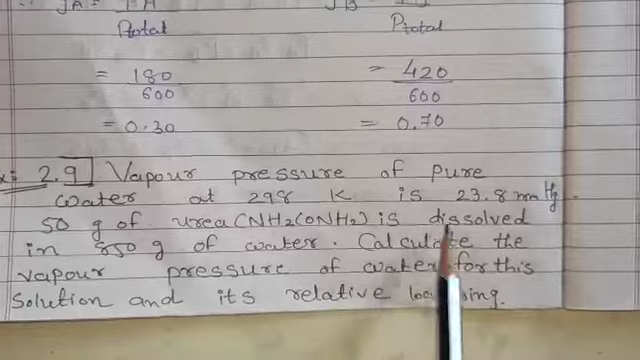 Ptotal Ptotal
= 180/600 = 420/600
= 0.30 = 0.70
2.9 Vapour pressure of pure
water at 298 K is 23.8 mm Hg.
50 g of urea (NH2CONH2) is dissolved
in 850 g of water. Calculate the
vapour pressure of water for this
solution and its relative